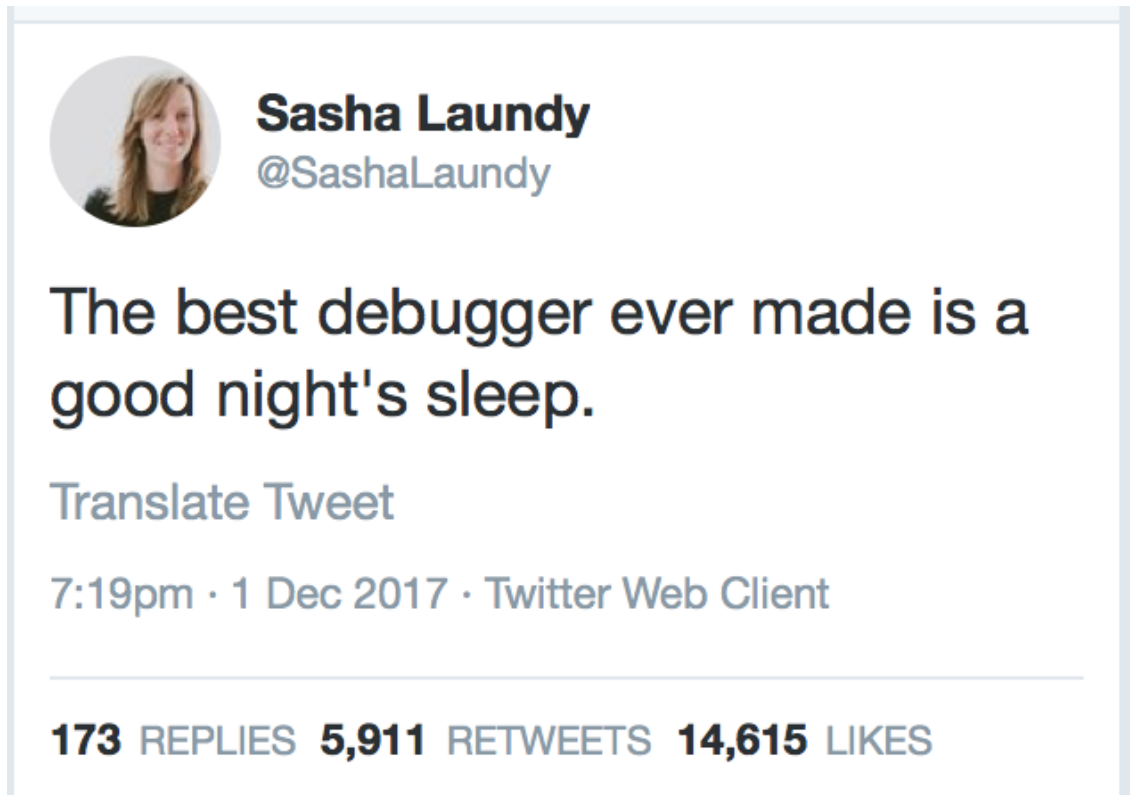 Sasha Laundy
@SashaLaundy
The best debugger ever made is a
good night's sleep.
Translate Tweet
7:19pm · 1 Dec 2017 · Twitter Web Client
173 REPLIES 5,911 RETWEETS 14,615 LIKES